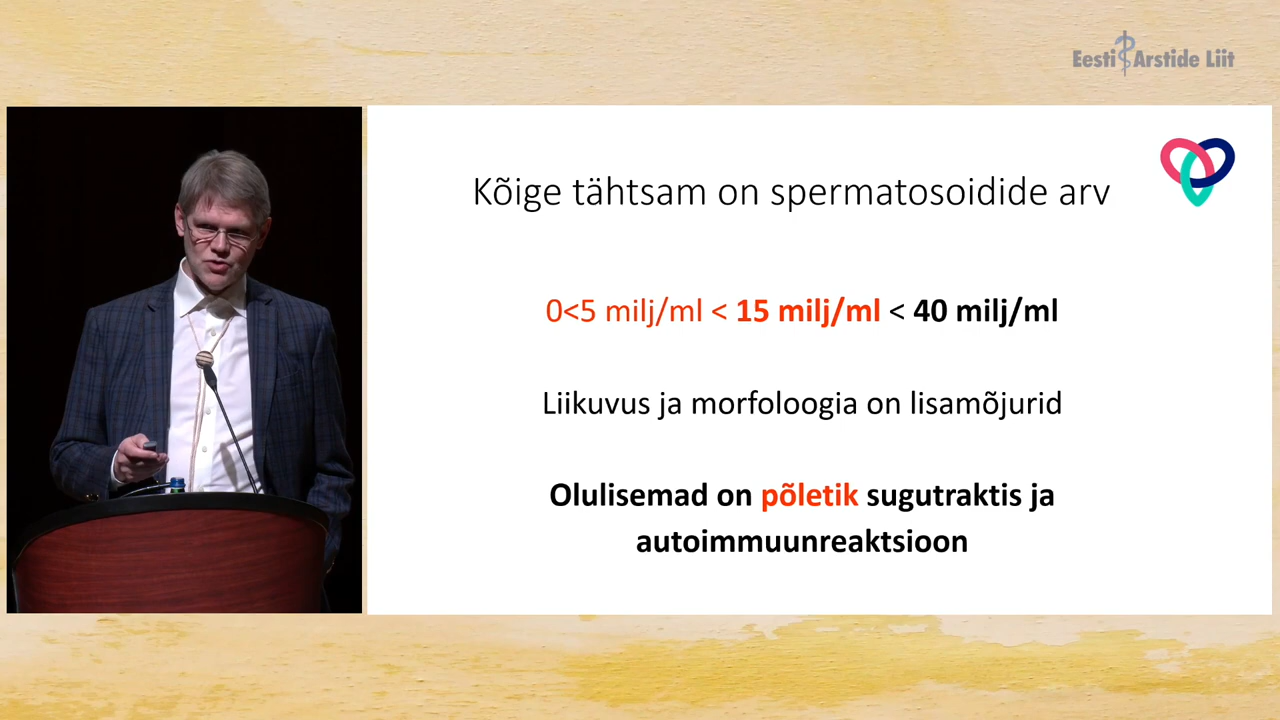 Eesti Arstide Liit
Kõige tähtsam on spermatosoidide arv
0<5 milj/ml < 15 milj/ml < 40 milj/ml
Liikuvus ja morfoloogia on lisamõjurid
Olulisemad on põletik sugutraktis ja
autoimmuunreaktsioon